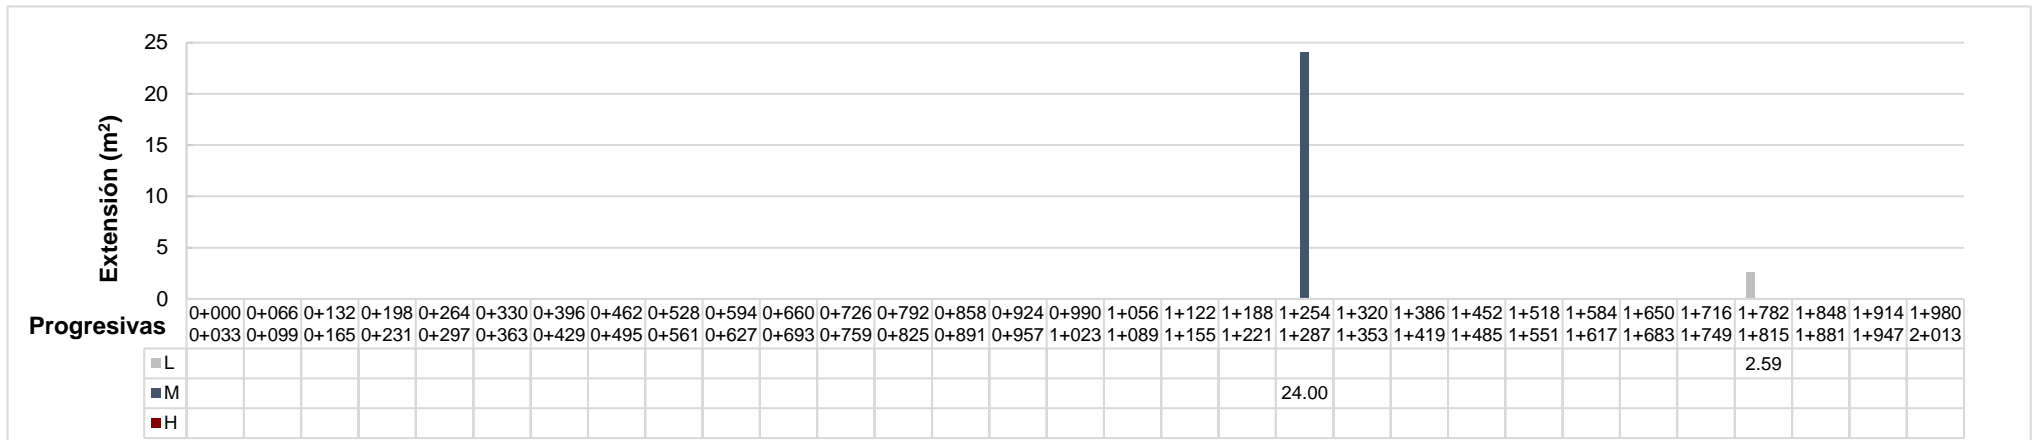 25
20
15
10
5
0
Extensión (m²)
Progresivas
0+000 0+066 0+132 0+198 0+264 0+330 0+396 0+462 0+528 0+594 0+660 0+726 0+792 0+858 0+924 0+990 1+056 1+122 1+188 1+254 1+320 1+386 1+452 1+518 1+584 1+650 1+716 1+782 1+848 1+914 1+980
0+033 0+099 0+165 0+231 0+297 0+363 0+429 0+495 0+561 0+627 0+693 0+759 0+825 0+891 0+957 1+023 1+089 1+155 1+221 1+287 1+353 1+419 1+485 1+551 1+617 1+683 1+749 1+815 1+881 1+947 2+013
L 2.59
M 24.00
H